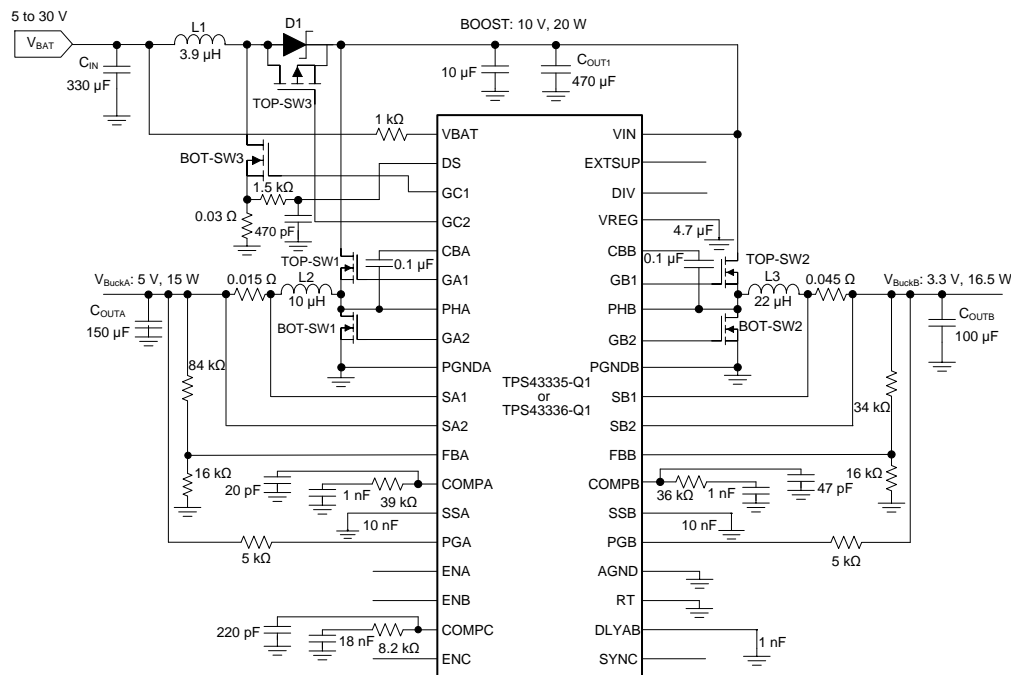 5 to 30 V
VBAT
L1
3.9 µH
D1
BOOST: 10 V, 20 W
CIN
330 µF
TOP-SW3
10 µF
COUT1
470 µF
1 kΩ
VBAT
VIN
BOT-SW3
DS
EXTSUP
1.5 kΩ
GC1
DIV
0.03 Ω
470 pF
GC2
VREG
4.7 µF
CBA
CBB
TOP-SW1
0.1 µF
GA1
0.1 µF
GB1
TOP-SW2
VBuckA: 5 V, 15 W
0.015 Ω
L2
10 µH
PHA
PHB
L3
22 µH
0.045 Ω
VBuckB: 3.3 V, 16.5 W
COUTA
150 µF
BOT-SW1
GA2
GB2
BOT-SW2
COUTB
100 µF
PGNDA
PGNDB
84 kΩ
TPS43335-Q1
or
TPS43336-Q1
SA1
SB1
34 kΩ
SA2
SB2
FBA
FBB
16 kΩ
16 kΩ
20 pF
1 nF
39 kΩ
COMPA
COMPB
36 kΩ
1 nF
47 pF
10 nF
SSA
SSB
10 nF
5 kΩ
PGA
PGB
5 kΩ
ENA
AGND
ENB
RT
220 pF
18 nF
8.2 kΩ
COMPC
DLYAB
1 nF
ENC
SYNC